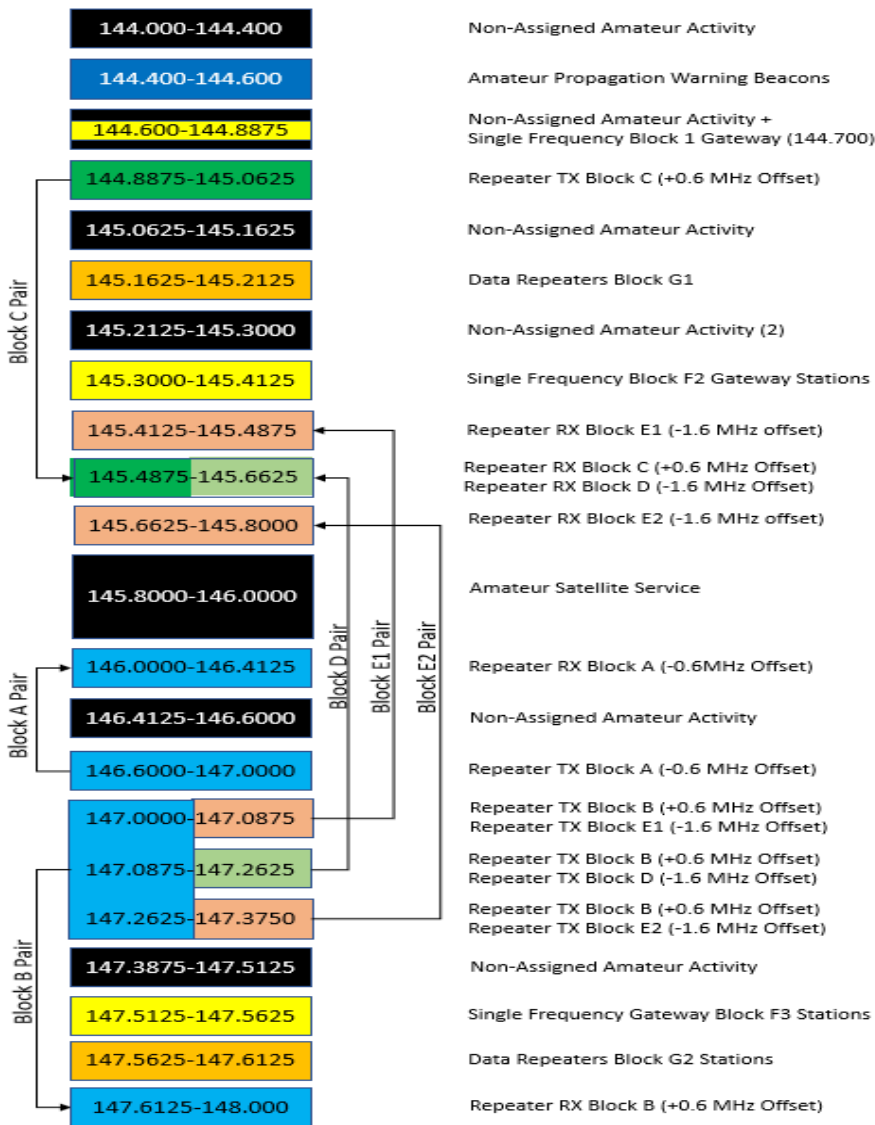 144.000-144.400 Non-Assigned Amateur Activity
144.400-144.600 Amateur Propagation Warning Beacons
144.600-144.8875 Non-Assigned Amateur Activity +
Single Frequency Block 1 Gateway (144.700)
144.8875-145.0625 Repeater TX Block C (+0.6 MHz Offset)
145.0625-145.1625 Non-Assigned Amateur Activity
145.1625-145.2125 Data Repeaters Block G1
145.2125-145.3000 Non-Assigned Amateur Activity (2)
145.3000-145.4125 Single Frequency Block F2 Gateway Stations
145.4125-145.4875 Repeater RX Block E1 (-1.6 MHz offset)
145.4875-145.6625 Repeater RX Block C (+0.6 MHz Offset)
Repeater RX Block D (-1.6 MHz Offset)
145.6625-145.8000 Repeater RX Block E2 (-1.6 MHz offset)
145.8000-146.0000 Amateur Satellite Service
146.0000-146.4125 Repeater RX Block A (-0.6MHz Offset)
146.4125-146.6000 Non-Assigned Amateur Activity
146.6000-147.0000 Repeater TX Block A (-0.6 MHz Offset)
147.0000-147.0875 Repeater TX Block B (+0.6 MHz Offset)
Repeater TX Block E1 (-1.6 MHz Offset)
147.0875-147.2625 Repeater TX Block B (+0.6 MHz Offset)
Repeater TX Block D (-1.6 MHz Offset)
147.2625-147.3750 Repeater TX Block B (+0.6 MHz Offset)
Repeater TX Block E2 (-1.6 MHz Offset)
147.3875-147.5125 Non-Assigned Amateur Activity
147.5125-147.5625 Single Frequency Gateway Block F3 Stations
147.5625-147.6125 Data Repeaters Block G2 Stations
147.6125-148.000 Repeater RX Block B (+0.6 MHz Offset)
Block C Pair
Block A Pair
Block B Pair
Block D Pair
Block E1 Pair
Block E2 Pair